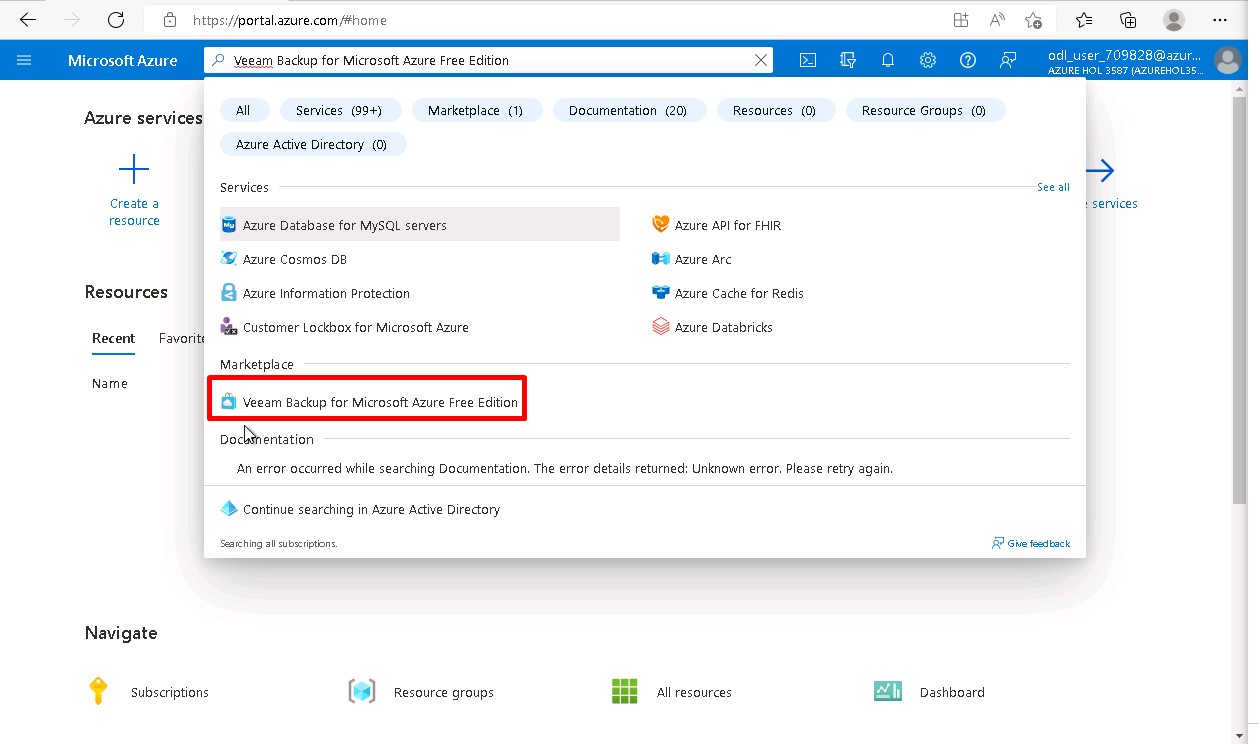 https://portal.azure.com/#home
Microsoft Azure
Veeam Backup for Microsoft Azure Free Edition
odl_user_709828@azur...
AZURE HOL 3587 (AZUREHOL35...
All
Services (99+)
Marketplace (1)
Documentation (20)
Resources (0)
Resource Groups (0)
Azure Active Directory (0)
Azure services
Create a
resource
services
Services
See all
Azure Database for MySQL servers
Azure API for FHIR
Azure Cosmos DB
Azure Arc
Azure Information Protection
Azure Cache for Redis
Customer Lockbox for Microsoft Azure
Azure Databricks
Resources
Recent
Favorite
Name
Marketplace
Veeam Backup for Microsoft Azure Free Edition
Documentation
An error occurred while searching Documentation. The error details returned: Unknown error. Please retry again.
Continue searching in Azure Active Directory
Searching all subscriptions.
Give feedback
Navigate
Subscriptions
Resource groups
All resources
Dashboard